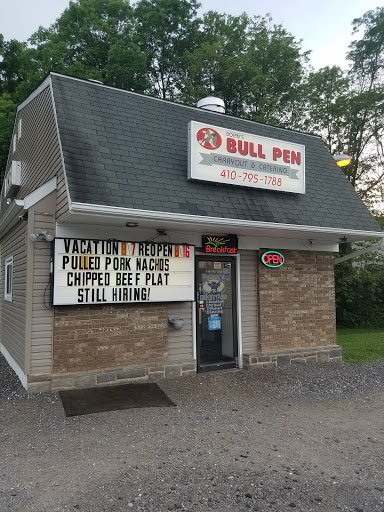 BULL PEN
CARRYOUT & CATERING
410-795-1788
Breakfast
OPEN
VACATION 8/7 REOPEN 8/16
PULLED PORK NACHOS
CHIPPED BEEF PLAT
STILL HIRING!